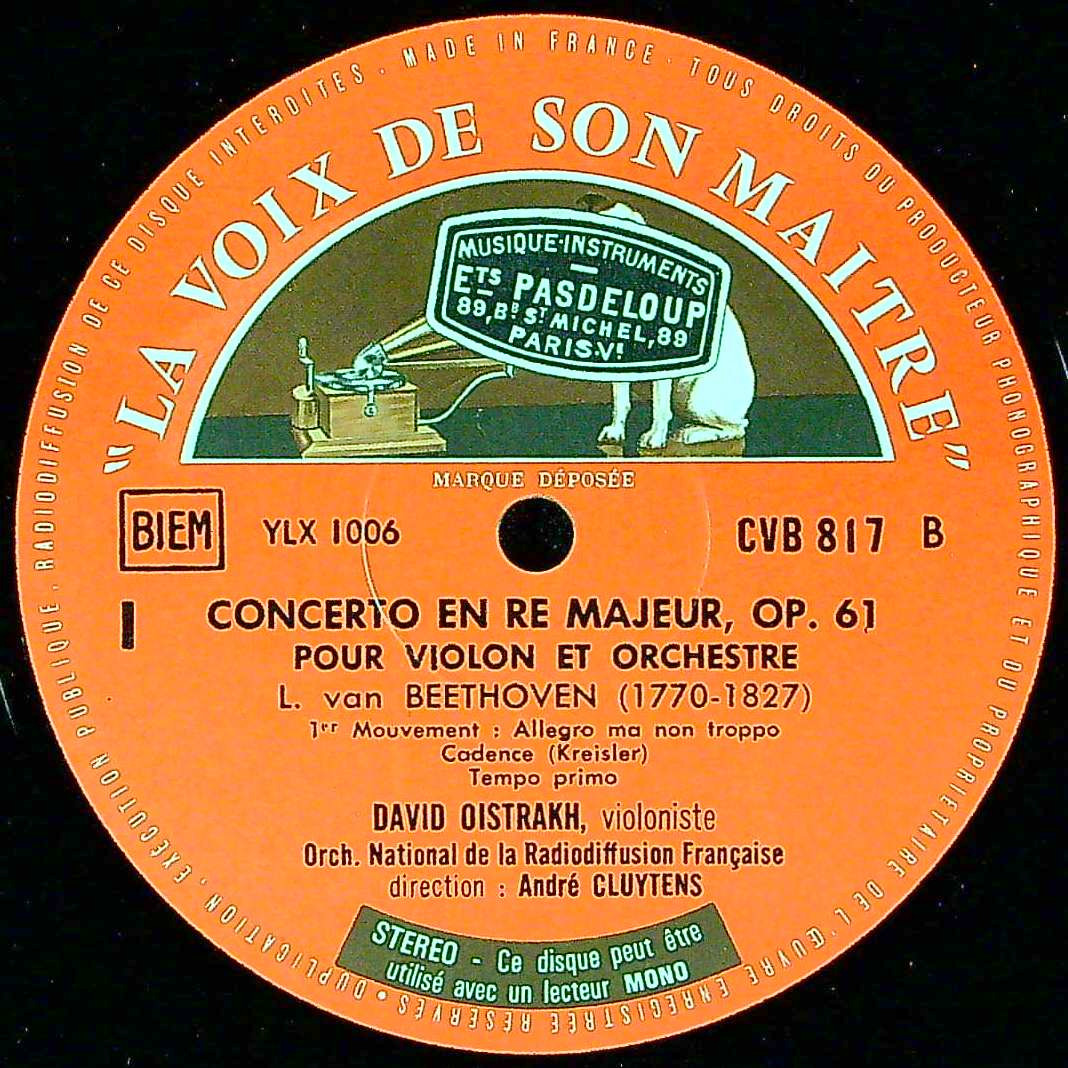 DUPLICATION. EXÉCUTION PUBLIQUE. RADIODIFFUSION DE CE DISQUE INTERDITES · MADE IN FRANCE · TOUS DROITS DU PRODUCTEUR PHONOGRAPHIQUE ET DU PROPRIETAIRE DE L'ŒUVRE ENREGISTRÉE RÉSERVÉS •
"LA VOIX DE SON MAITRE"
MUSIQUE-INSTRUMENTS
ETS PASDELOUP
89, BD ST MICHEL, 89
PARIS.VI
MARQUE DÉPOSÉE
BIEM YLX 1006 CVB 817 B
I CONCERTO EN RE MAJEUR, OP. 61
POUR VIOLON ET ORCHESTRE
L. van BEETHOVEN (1770-1827)
1er Mouvement : Allegro ma non troppo
Cadence (Kreisler)
Tempo primo
DAVID OISTRAKH, violoniste
Orch. National de la Radiodiffusion Française
direction : André CLUYTENS
STEREO - Ce disque peut être
utilisé avec un lecteur MONO